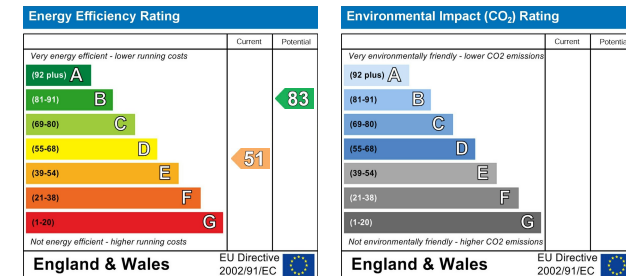 Energy Efficiency Rating
Current Potential
Very energy efficient - lower running costs
(92 plus) A
(81-91) B
83
(69-80) C
(55-68) D
51
(39-54) E
(21-38) F
(1-20) G
Not energy efficient - higher running costs
England & Wales
EU Directive
2002/91/EC
Environmental Impact (CO₂) Rating
Current Potential
Very environmentally friendly - lower CO2 emissions
(92 plus) A
(81-91) B
(69-80) C
(55-68) D
(39-54) E
(21-38) F
(1-20) G
Not environmentally friendly - higher CO2 emissions
England & Wales
EU Directive
2002/91/EC